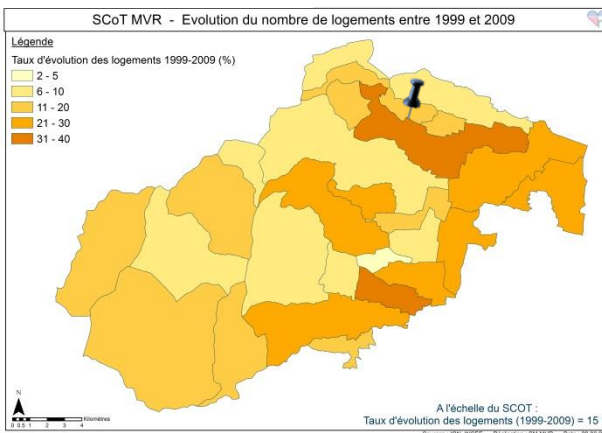 SCoT MVR - Evolution du nombre de logements entre 1999 et 2009
Légende
Taux d'évolution des logements 1999-2009 (%)
2 - 5
6 - 10
11 - 20
21 - 30
31 - 40
N
0 0.5 1 2 3 4
Kilomètres
A l'échelle du SCOT :
Taux d'évolution des logements (1999-2009) = 15